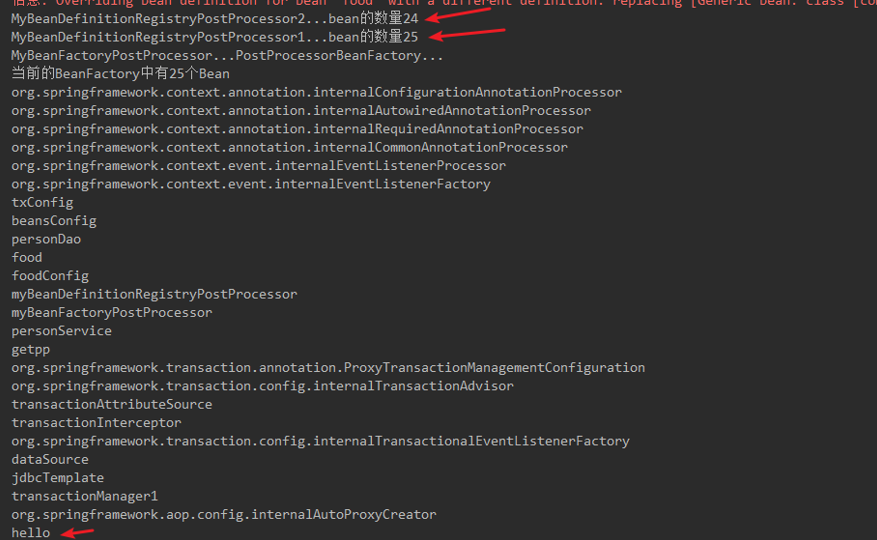 信息: Overriding bean definition for bean 'food' with a different definition: replacing [Generic bean: class [co
MyBeanDefinitionRegistryPostProcessor2...bean的数量24
MyBeanDefinitionRegistryPostProcessor1...bean的数量25
MyBeanFactoryPostProcessor...PostProcessorBeanFactory...
当前的BeanFactory中有25个Bean
org.springframework.context.annotation.internalConfigurationAnnotationProcessor
org.springframework.context.annotation.internalAutowiredAnnotationProcessor
org.springframework.context.annotation.internalRequiredAnnotationProcessor
org.springframework.context.annotation.internalCommonAnnotationProcessor
org.springframework.context.event.internalEventListenerProcessor
org.springframework.context.event.internalEventListenerFactory
txConfig
beansConfig
personDao
food
foodConfig
myBeanDefinitionRegistryPostProcessor
myBeanFactoryPostProcessor
personService
getpp
org.springframework.transaction.annotation.ProxyTransactionManagementConfiguration
org.springframework.transaction.config.internalTransactionAdvisor
transactionAttributeSource
transactionInterceptor
org.springframework.transaction.config.internalTransactionalEventListenerFactory
dataSource
jdbcTemplate
transactionManager1
org.springframework.aop.config.internalAutoProxyCreator
hello